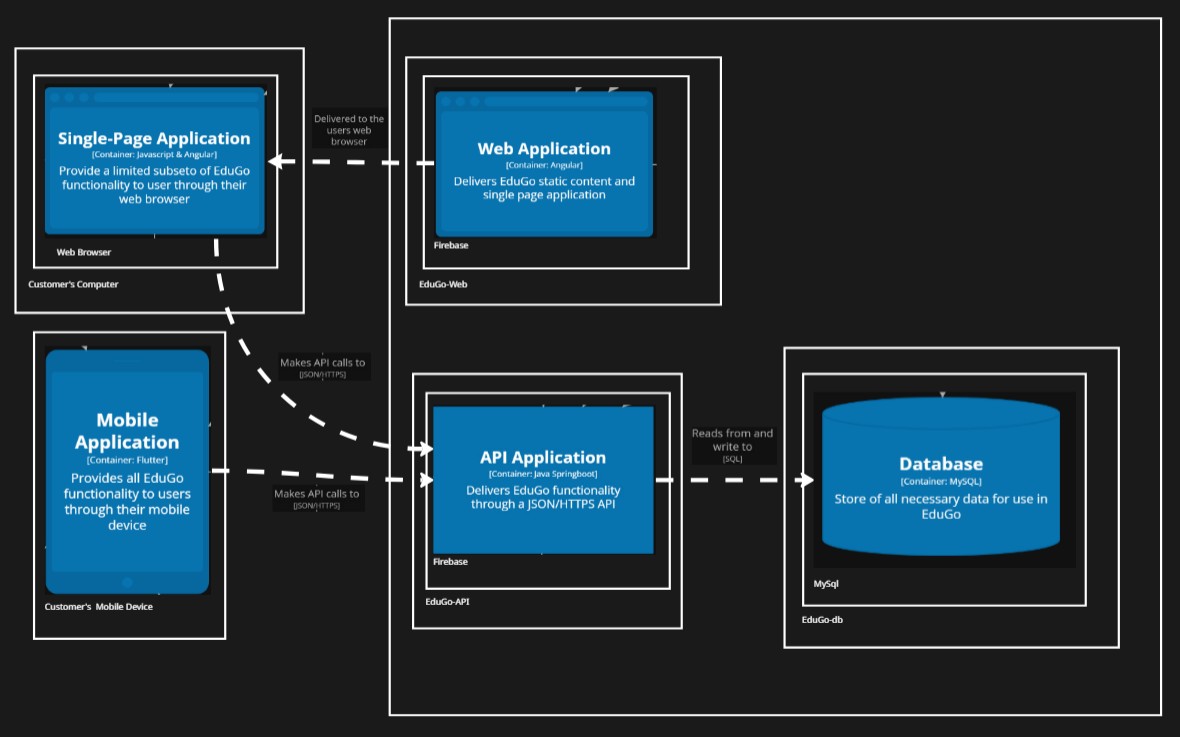 Single-Page Application
[Container: Javascript & Angular]
Provide a limited subseto of EduGo
functionality to user through their
web browser
Web Browser
Customer's Computer
Delivered to the
users web
browser
Web Application
[Container: Angular]
Delivers EduGo static content and
single page application
Firebase
EduGo-Web
Makes API calls to
[JSON/HTTPS]
Mobile
Application
[Container: Flutter]
Provides all EduGo
functionality to users
through their mobile
device
Customer's Mobile Device
Makes API calls to
[JSON/HTTPS]
API Application
[Container: Java Springboot]
Delivers EduGo functionality
through a JSON/HTTPS API
Firebase
EduGo-API
Reads from and
write to
[SQL]
Database
[Container: MySQL]
Store of all necessary data for use in
EduGo
MySql
EduGo-db